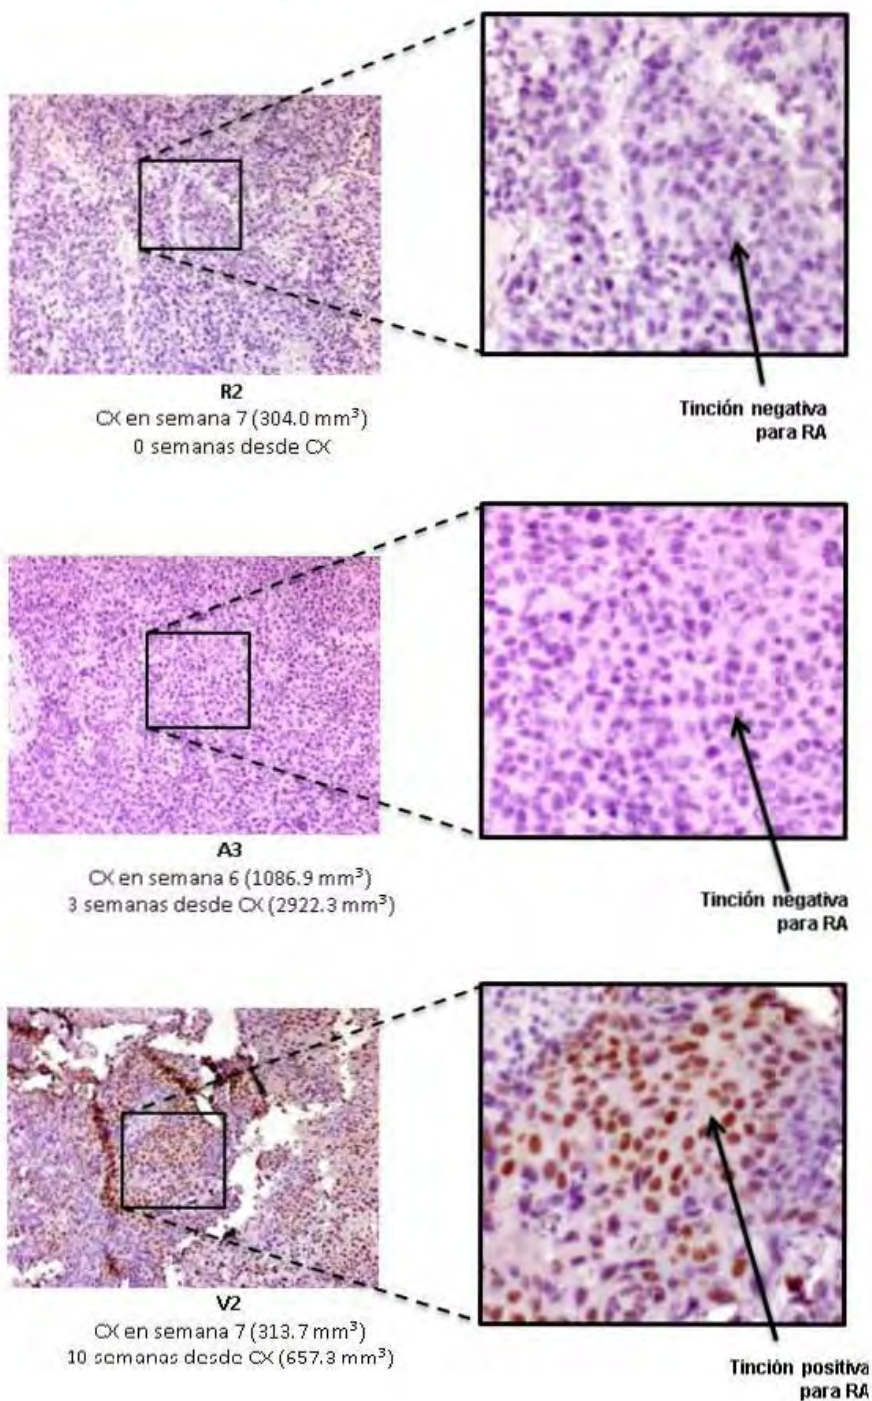 R2
CX en semana 7 (304.0 mm³)
0 semanas desde CX
Tinción negativa
para RA
A3
CX en semana 6 (1086.9 mm³)
3 semanas desde CX (2922.3 mm³)
Tinción negativa
para RA
V2
CX en semana 7 (313.7 mm³)
10 semanas desde CX (657.3 mm³)
Tinción positiva
para RA